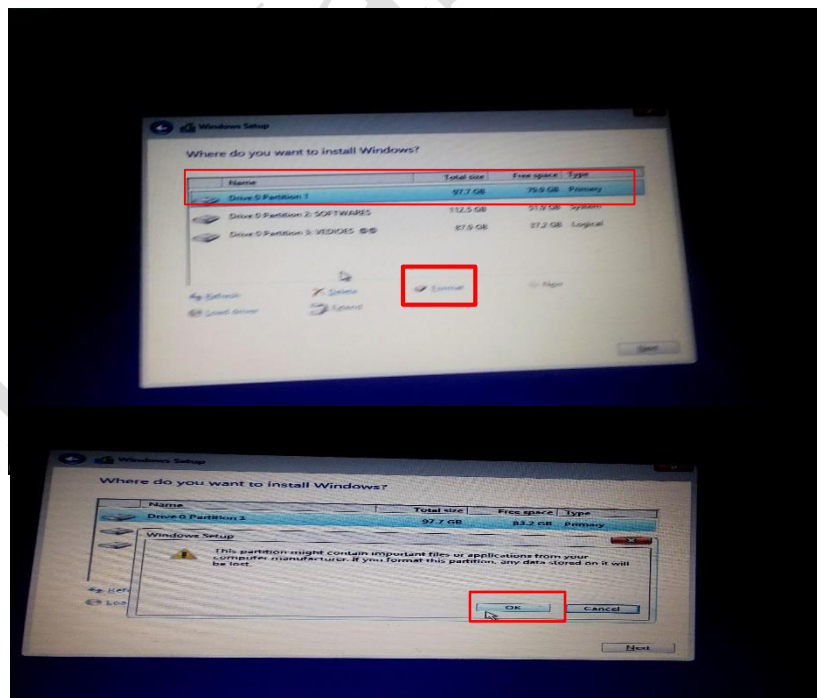 Windows Setup
Where do you want to install Windows?
Name Total size Free space Type
Drive 0 Partition 1 97.7 GB 79.9 GB Primary
Drive 0 Partition 2: SOFTWARES 112.5 GB 51.9 GB System
Drive 0 Partition 3: VEDIOES 87.9 GB 87.2 GB Logical
Refresh Delete Format New
Load driver Extend
Next
Windows Setup
Where do you want to install Windows?
Name Total size Free space Type
Drive 0 Partition 1 97.7 GB 83.2 GB Primary
Windows Setup
This partition might contain important files or applications from your
computer manufacturer. If you format this partition, any data stored on it will
be lost.
OK Cancel
Next